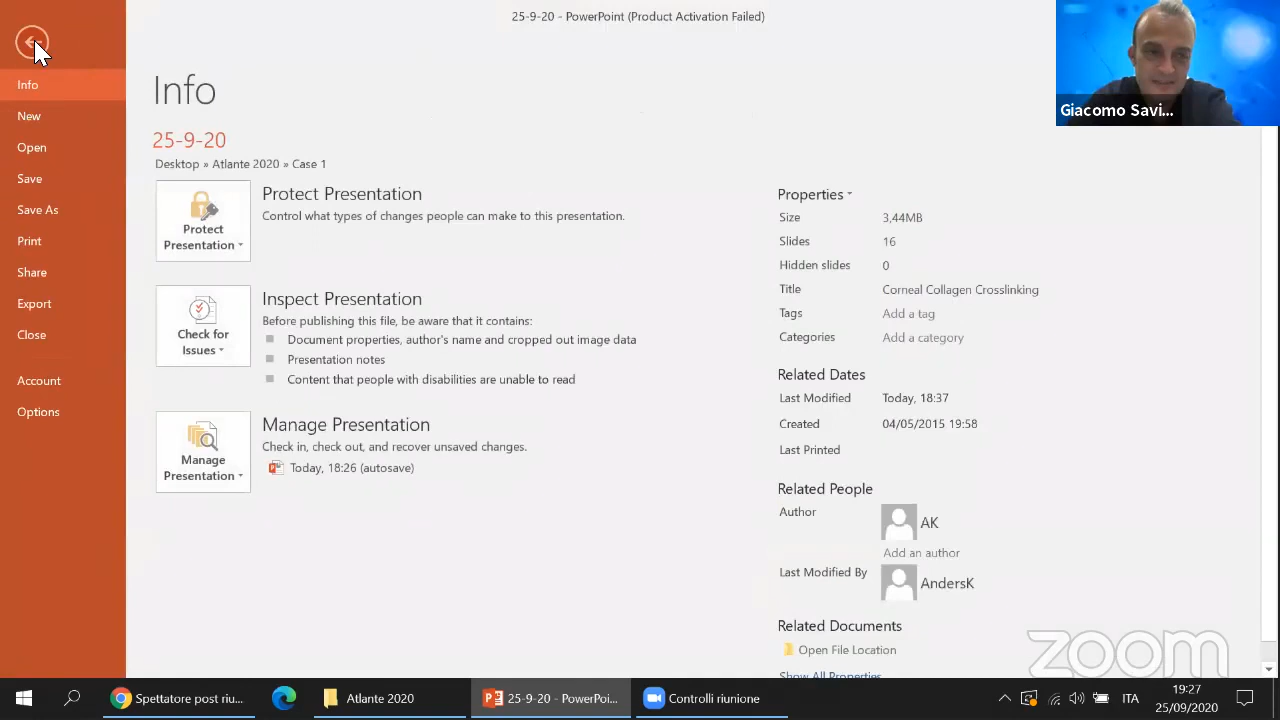 25-9-20 - PowerPoint (Product Activation Failed)
Giacomo Savi...
Info
New
Open
Save
Save As
Print
Share
Export
Close
Account
Options
Info
25-9-20
Desktop » Atlante 2020 » Case 1
Protect
Presentation
Protect Presentation
Control what types of changes people can make to this presentation.
Check for
Issues
Inspect Presentation
Before publishing this file, be aware that it contains:
Document properties, author's name and cropped out image data
Presentation notes
Content that people with disabilities are unable to read
Manage
Presentation
Manage Presentation
Check in, check out, and recover unsaved changes.
Today, 18:26 (autosave)
Properties
Size 3,44MB
Slides 16
Hidden slides 0
Title Corneal Collagen Crosslinking
Tags Add a tag
Categories Add a category
Related Dates
Last Modified Today, 18:37
Created 04/05/2015 19:58
Last Printed
Related People
Author AK
Add an author
Last Modified By AndersK
Related Documents
Open File Location
Show All Properties
zoom
Spettatore post riu...
Atlante 2020
25-9-20 - PowerPoi...
Controlli riunione
ITA
19:27
25/09/2020